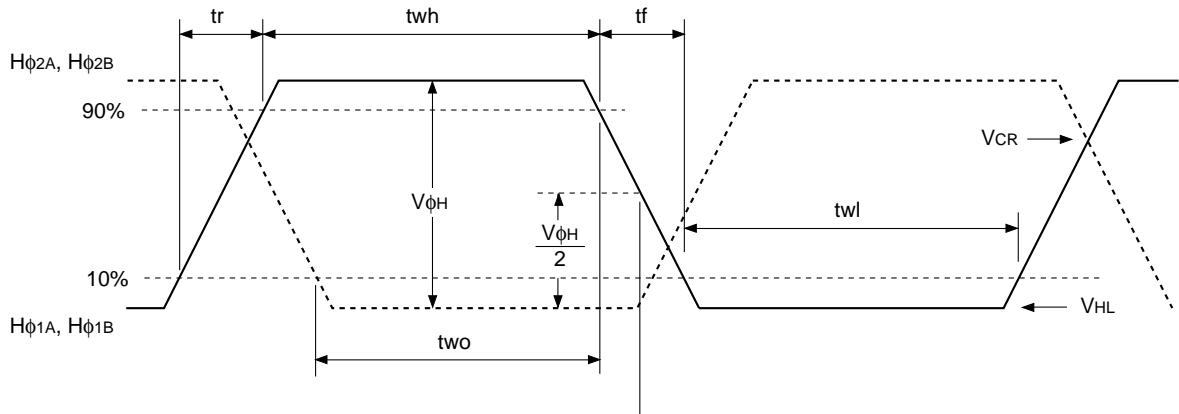 tr
twh
tf
Hϕ2A, Hϕ2B
90%
VCR
VϕH
VϕH
2
twl
10%
VHL
Hϕ1A, Hϕ1B
two